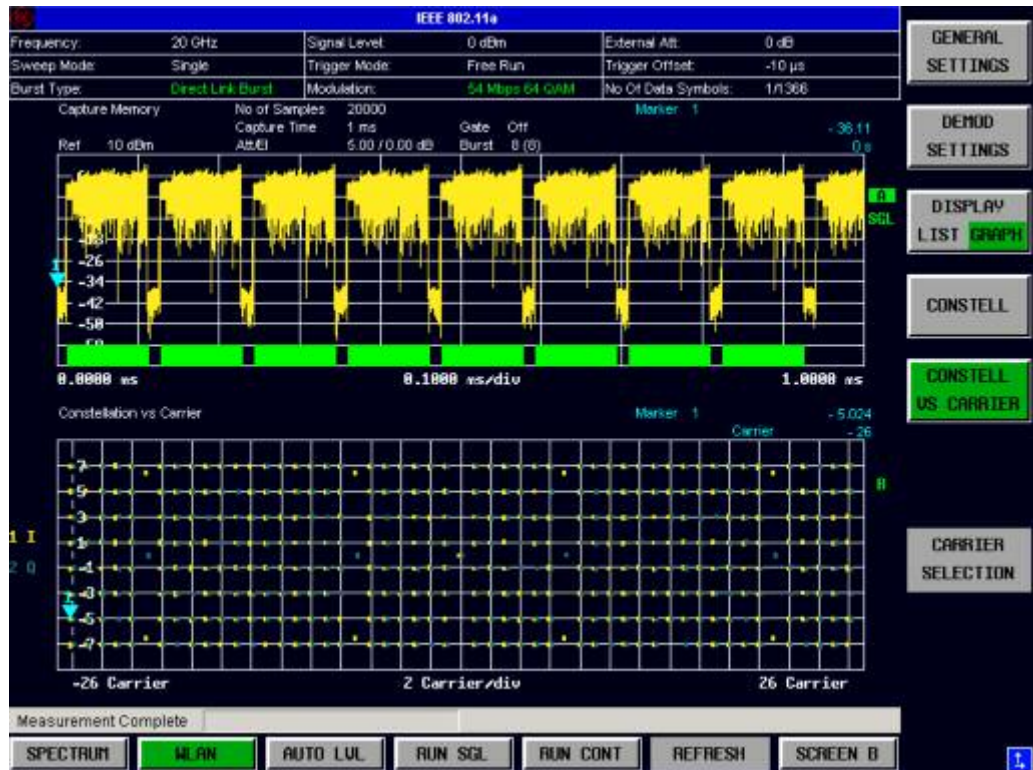 IEEE 802.11a
Frequency: 20 GHz Signal Level: 0 dBm External Att: 0 dB
Sweep Mode: Single Trigger Mode: Free Run Trigger Offset: -10 µs
Burst Type: Direct Link Burst Modulation: 54 Mbps 64 QAM No Of Data Symbols: 1/1366
Capture Memory No of Samples 20000 Marker 1
Capture Time 1 ms Gate Off - 36.11
Ref 10 dBm Att/El 5.00 / 0.00 dB Burst 8 (8) 0 s
A
SGL
-26
1
-34
-42
-50
0.0000 ms 0.1000 ms/div 1.0000 ms
Constellation vs Carrier Marker 1 - 5.024
Carrier - 26
7
5
B
3
1 I
1
2 Q
-1
-3
1
-5
-7
-26 Carrier 2 Carrier/div 26 Carrier
Measurement Complete
SPECTRUM WLAN AUTO LVL RUN SGL RUN CONT REFRESH SCREEN B
GENERAL
SETTINGS
DEMOD
SETTINGS
DISPLAY
LIST GRAPH
CONSTELL
CONSTELL
VS CARRIER
CARRIER
SELECTION